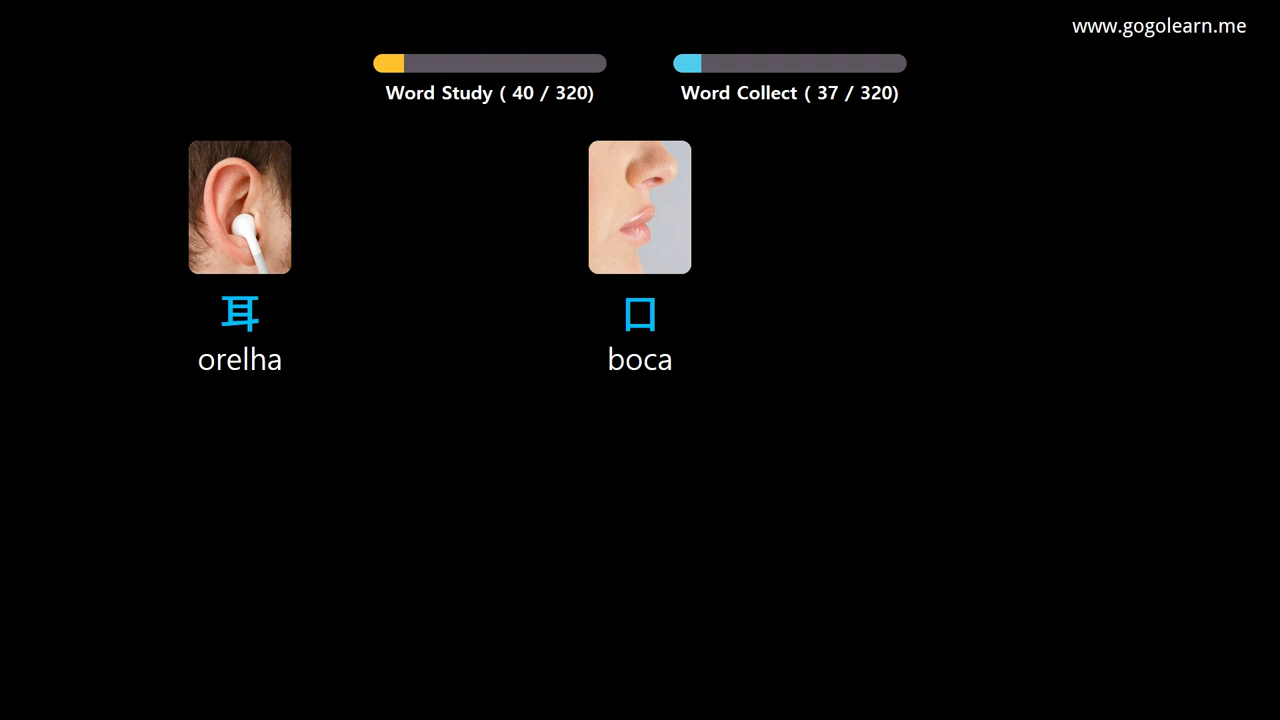 www.gogolearn.me
Word Study ( 40 / 320)
Word Collect ( 37 / 320)
耳
orelha
口
boca